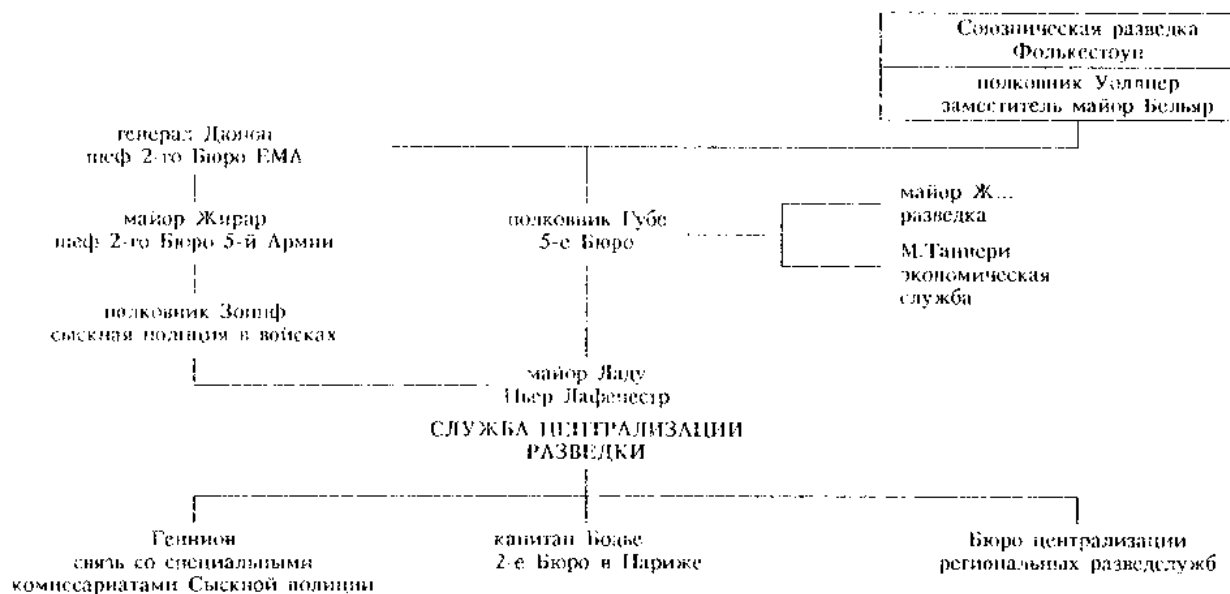 Союзническая разведка
Фолькестоун
полковник Уоллнер
заместитель майор Бельяр
генерал Дюпон
шеф 2-го Бюро ЕМА
майор Жирар
шеф 2-го Бюро 5-й Армии
полковник Зопиф
сыскная полиция в войсках
полковник Губе
5-е Бюро
майор Ж...
разведка
М.Таннери
экономическая
служба
майор Ладу
Пьер Лафенестр
СЛУЖБА ЦЕНТРАЛИЗАЦИИ
РАЗВЕДКИ
Геннион
связь со специальными
комиссариатами Сыскной полиции
капитан Бодье
2-е Бюро в Париже
Бюро централизации
региональных разведслужб